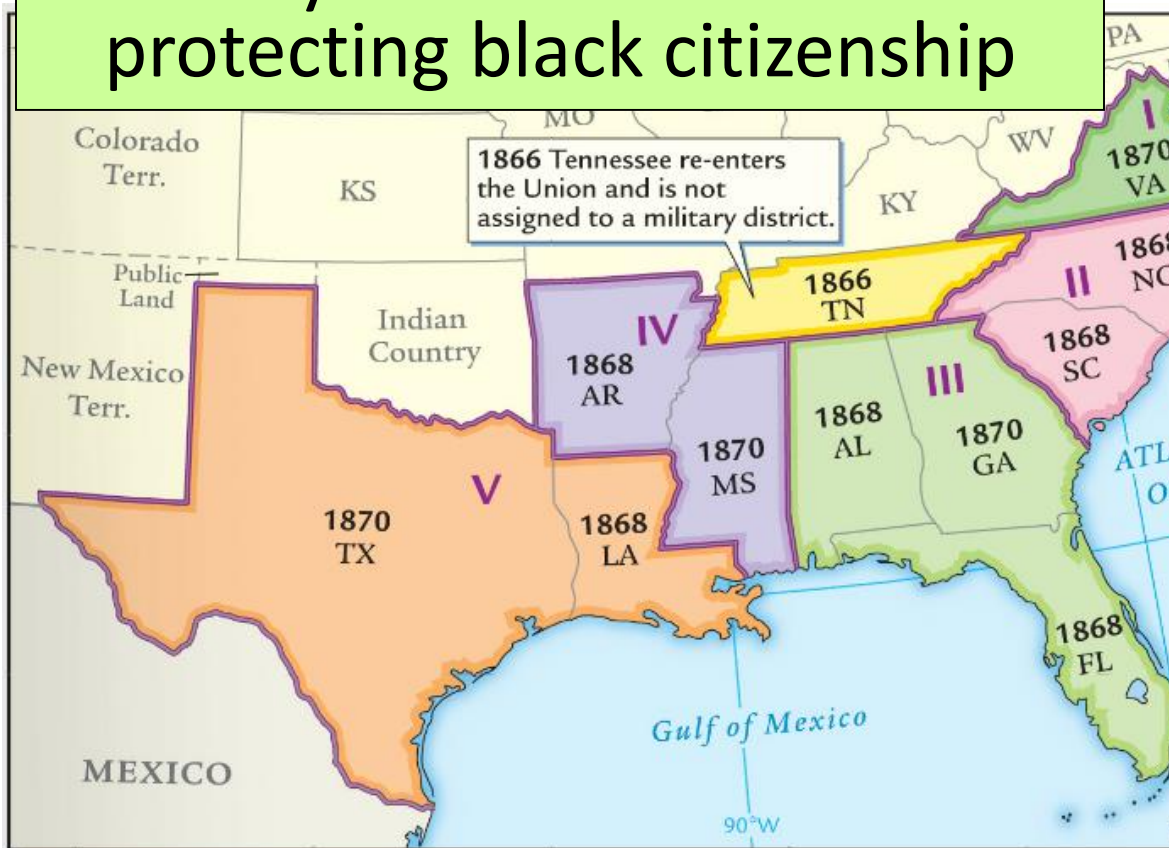 protecting black citizenship
PA
MO
WV
Colorado
Terr.
KS
1866 Tennessee re-enters
the Union and is not
assigned to a military district.
KY
I
1870
VA
Public
Land
Indian
Country
1866
TN
II
1868
NC
New Mexico
Terr.
IV
1868
AR
III
1868
SC
1868
AL
1870
GA
1870
MS
V
1870
TX
1868
LA
1868
FL
Gulf of Mexico
MEXICO
90°W